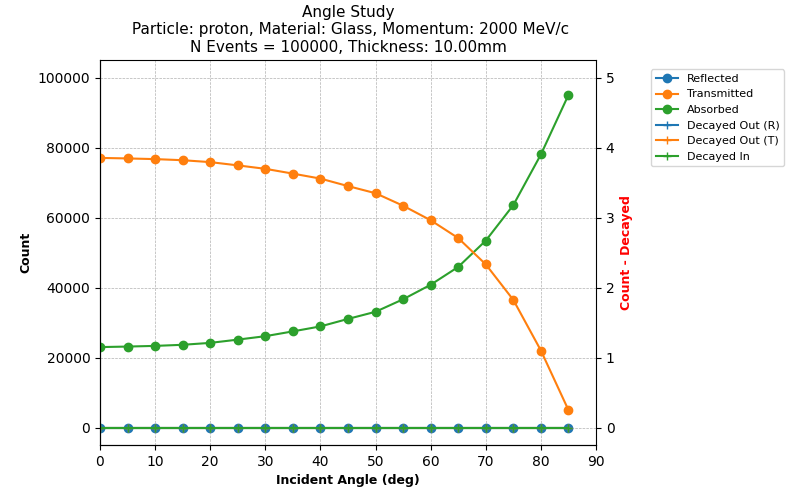 Angle Study
Particle: proton, Material: Glass, Momentum: 2000 MeV/c
N Events = 100000, Thickness: 10.00mm
100000
80000
60000
40000
20000
0
Count
5
4
3
2
1
0
Count - Decayed
Reflected
Transmitted
Absorbed
Decayed Out (R)
Decayed Out (T)
Decayed In
0 10 20 30 40 50 60 70 80 90
Incident Angle (deg)